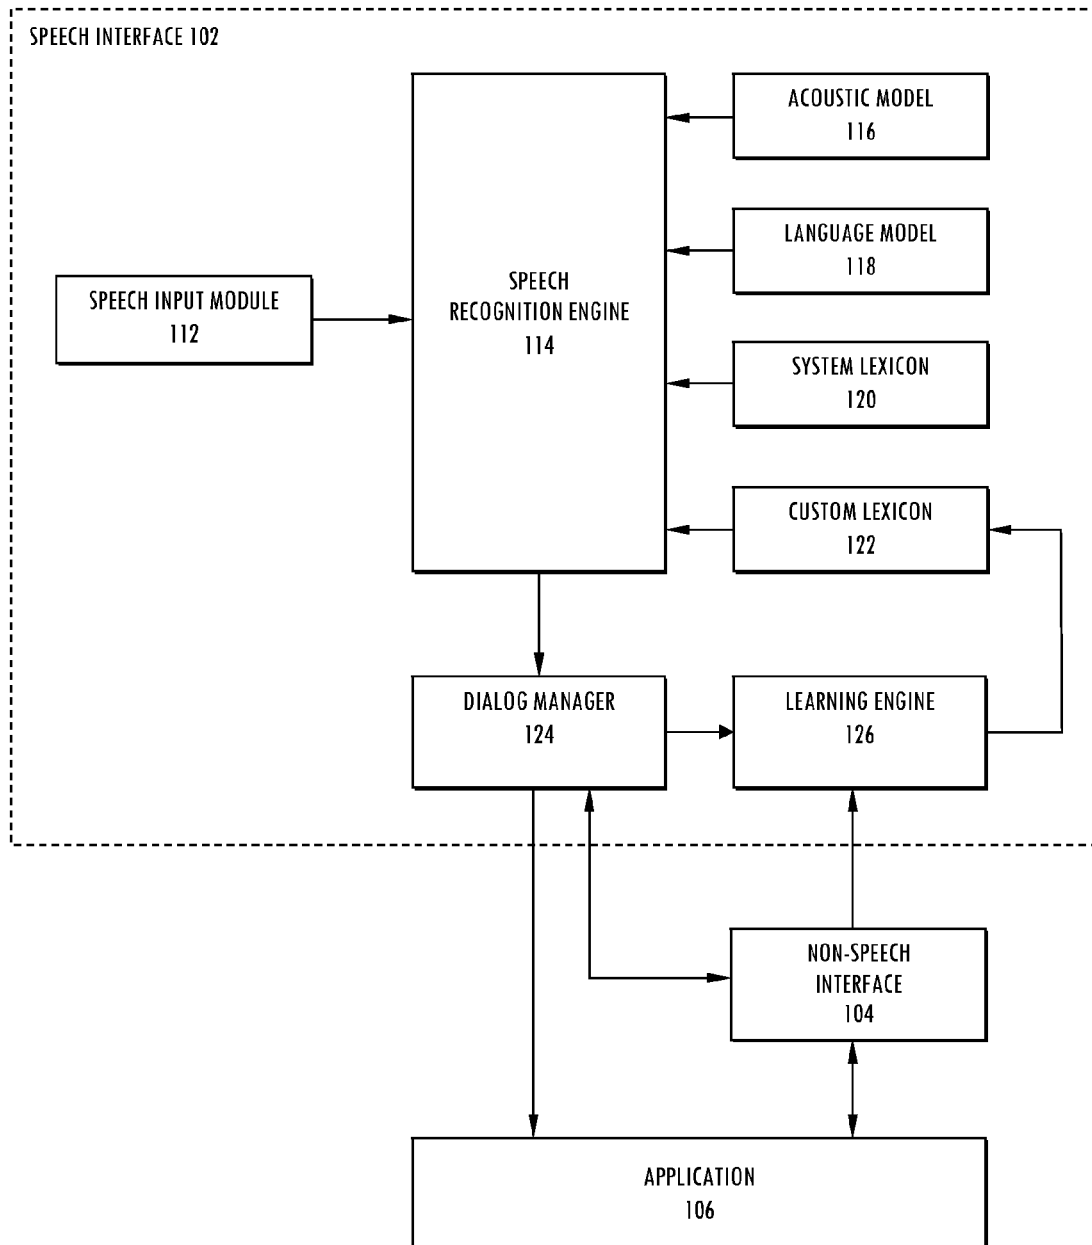 SPEECH INTERFACE 102
ACOUSTIC MODEL
116
LANGUAGE MODEL
118
SPEECH INPUT MODULE
112
SPEECH
RECOGNITION ENGINE
114
SYSTEM LEXICON
120
CUSTOM LEXICON
122
DIALOG MANAGER
124
LEARNING ENGINE
126
NON-SPEECH
INTERFACE
104
APPLICATION
106